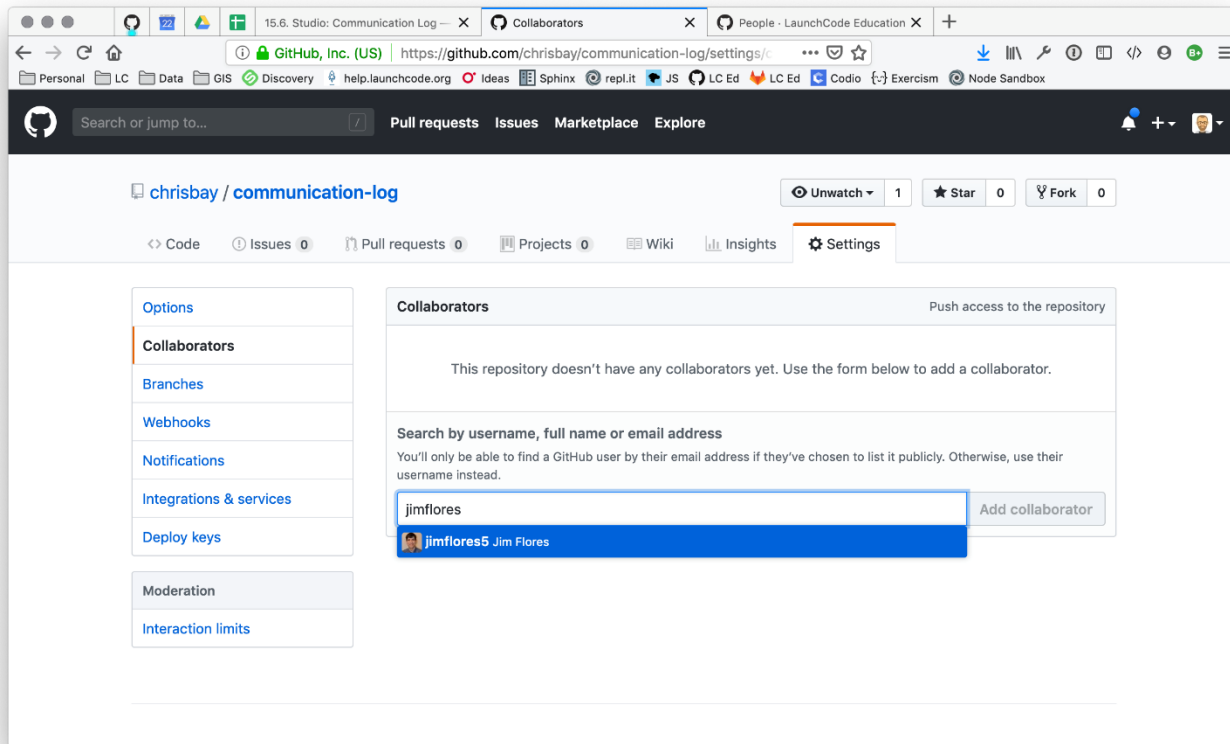 22
15.6. Studio: Communication Log —
Collaborators
People · LaunchCode Education
GitHub, Inc. (US)
https://github.com/chrisbay/communication-log/settings/c
Personal LC Data GIS Discovery help.launchcode.org Ideas Sphinx repl.it JS LC Ed LC Ed Codio Exercism Node Sandbox
Search or jump to... /
Pull requests Issues Marketplace Explore
chrisbay / communication-log
Unwatch 1 Star 0 Fork 0
Code Issues 0 Pull requests 0 Projects 0 Wiki Insights Settings
Options
Collaborators
Branches
Webhooks
Notifications
Integrations & services
Deploy keys
Moderation
Interaction limits
Collaborators Push access to the repository
This repository doesn't have any collaborators yet. Use the form below to add a collaborator.
Search by username, full name or email address
You'll only be able to find a GitHub user by their email address if they've chosen to list it publicly. Otherwise, use their
username instead.
jimflores Add collaborator
jimflores5 Jim Flores